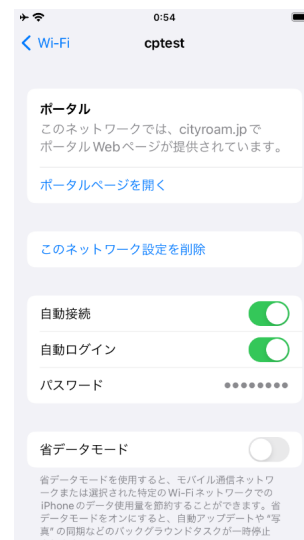 0:54
Wi-Fi
cptest
ポータル
このネットワークでは、cityroam.jpで
ポータルWebページが提供されています。
ポータルページを開く
このネットワーク設定を削除
自動接続
自動ログイン
パスワード ●●●●●●●●
省データモード
省データモードを使用すると、モバイル通信ネットワ
ークまたは選択された特定のWi-Fiネットワークでの
iPhoneのデータ使用量を節約することができます。省
データモードをオンにすると、自動アップデートや“写
真”の同期などのバックグラウンドタスクが一時停止